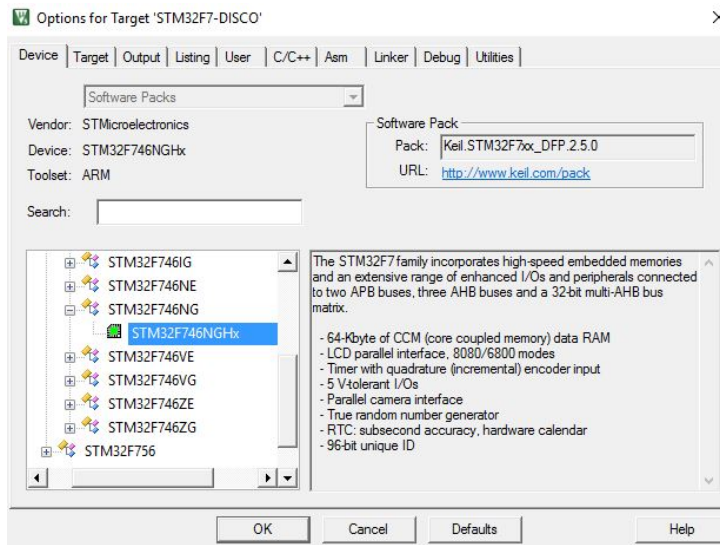 Options for Target 'STM32F7-DISCO'
Device Target Output Listing User C/C++ Asm Linker Debug Utilities
Software Packs
Vendor: STMicroelectronics
Device: STM32F746NGHx
Toolset: ARM
Search:
Software Pack
Pack: Keil.STM32F7xx_DFP.2.5.0
URL: http://www.keil.com/pack
STM32F746IG
STM32F746NE
STM32F746NG
STM32F746NGHx
STM32F746VE
STM32F746VG
STM32F746ZE
STM32F746ZG
STM32F756
The STM32F7 family incorporates high-speed embedded memories
and an extensive range of enhanced I/Os and peripherals connected
to two APB buses, three AHB buses and a 32-bit multi-AHB bus
matrix.
- 64-Kbyte of CCM (core coupled memory) data RAM
- LCD parallel interface, 8080/6800 modes
- Timer with quadrature (incremental) encoder input
- 5 V-tolerant I/Os
- Parallel camera interface
- True random number generator
- RTC: subsecond accuracy, hardware calendar
- 96-bit unique ID
OK Cancel Defaults Help